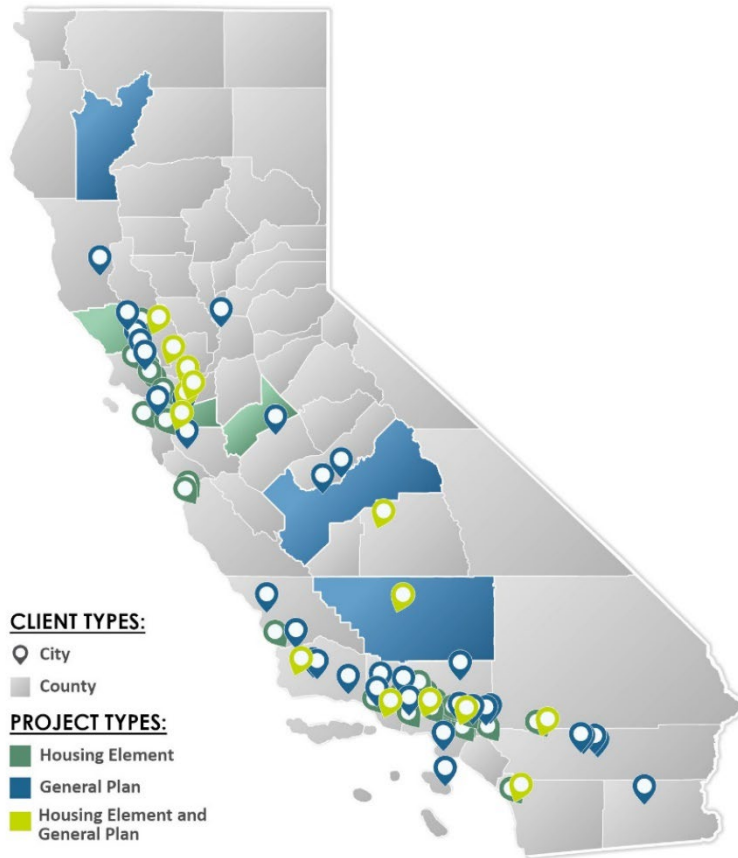 CLIENT TYPES:
City
County
PROJECT TYPES:
Housing Element
General Plan
Housing Element and
General Plan